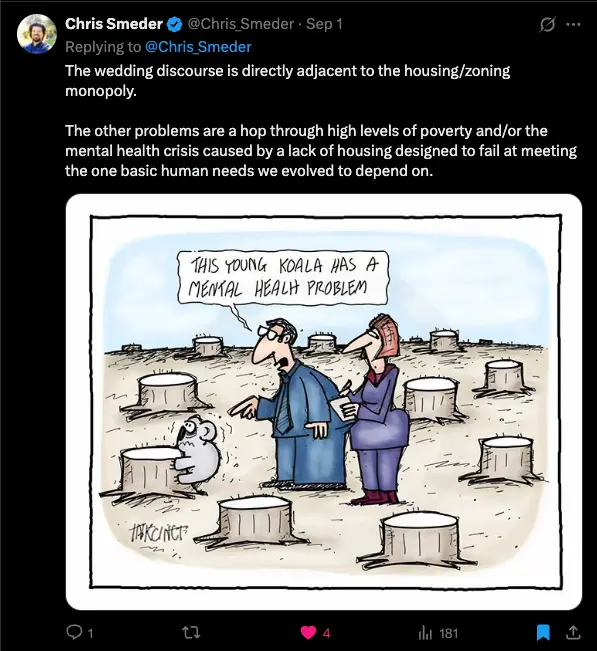 Chris Smeder @Chris_Smeder · Sep 1
Replying to @Chris_Smeder
The wedding discourse is directly adjacent to the housing/zoning
monopoly.
The other problems are a hop through high levels of poverty and/or the
mental health crisis caused by a lack of housing designed to fail at meeting
the one basic human needs we evolved to depend on.
THIS YOUNG KOALA HAS A
MENTAL HEALH PROBLEM
1 4 181